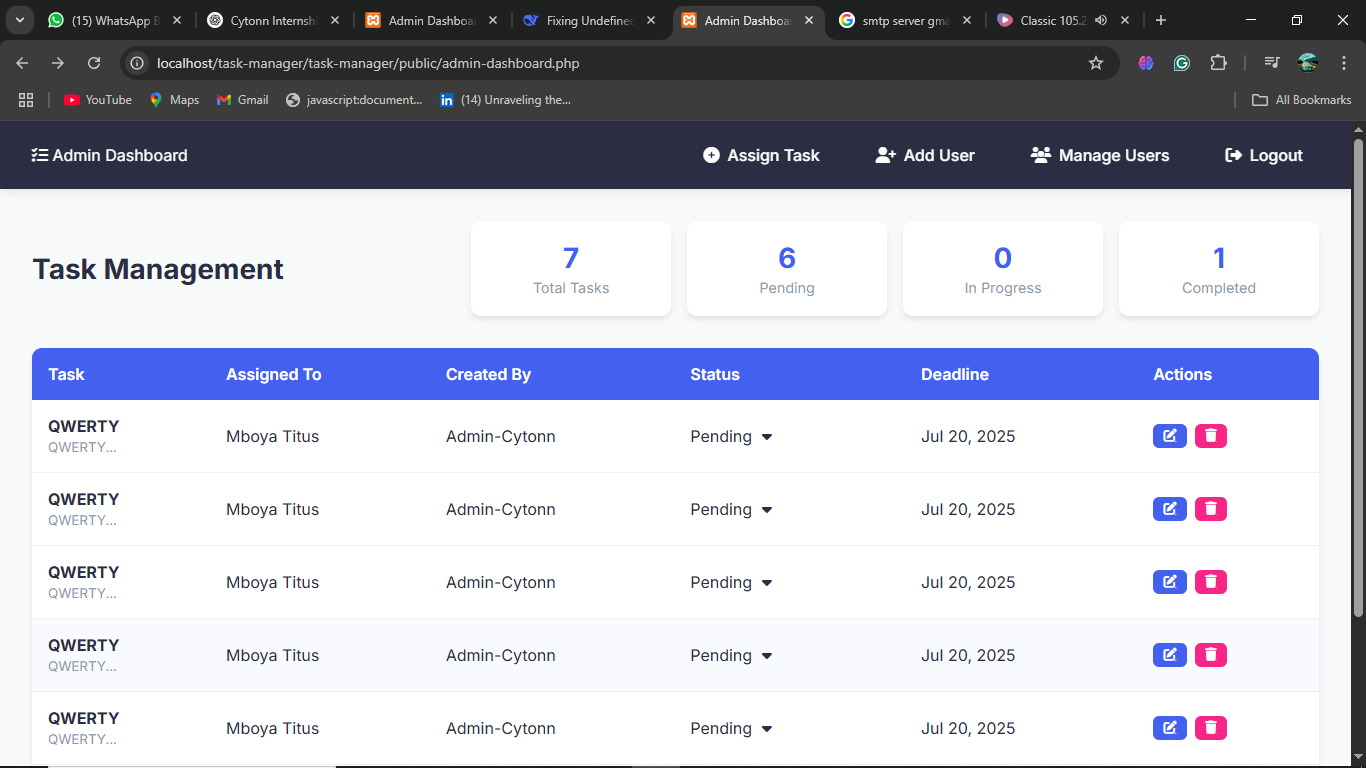 (15) WhatsApp B
Cytonn Internshi
Admin Dashboa
Fixing Undefined
Admin Dashboa
smtp server gma
Classic 105.2
localhost/task-manager/task-manager/public/admin-dashboard.php
YouTube
Maps
Gmail
javascript:document...
(14) Unraveling the...
All Bookmarks
Admin Dashboard
Assign Task
Add User
Manage Users
Logout
Task Management
7
Total Tasks
6
Pending
0
In Progress
1
Completed
Task Assigned To Created By Status Deadline Actions
QWERTY
QWERTY...
Mboya Titus Admin-Cytonn Pending Jul 20, 2025
QWERTY
QWERTY...
Mboya Titus Admin-Cytonn Pending Jul 20, 2025
QWERTY
QWERTY...
Mboya Titus Admin-Cytonn Pending Jul 20, 2025
QWERTY
QWERTY...
Mboya Titus Admin-Cytonn Pending Jul 20, 2025
QWERTY
QWERTY...
Mboya Titus Admin-Cytonn Pending Jul 20, 2025